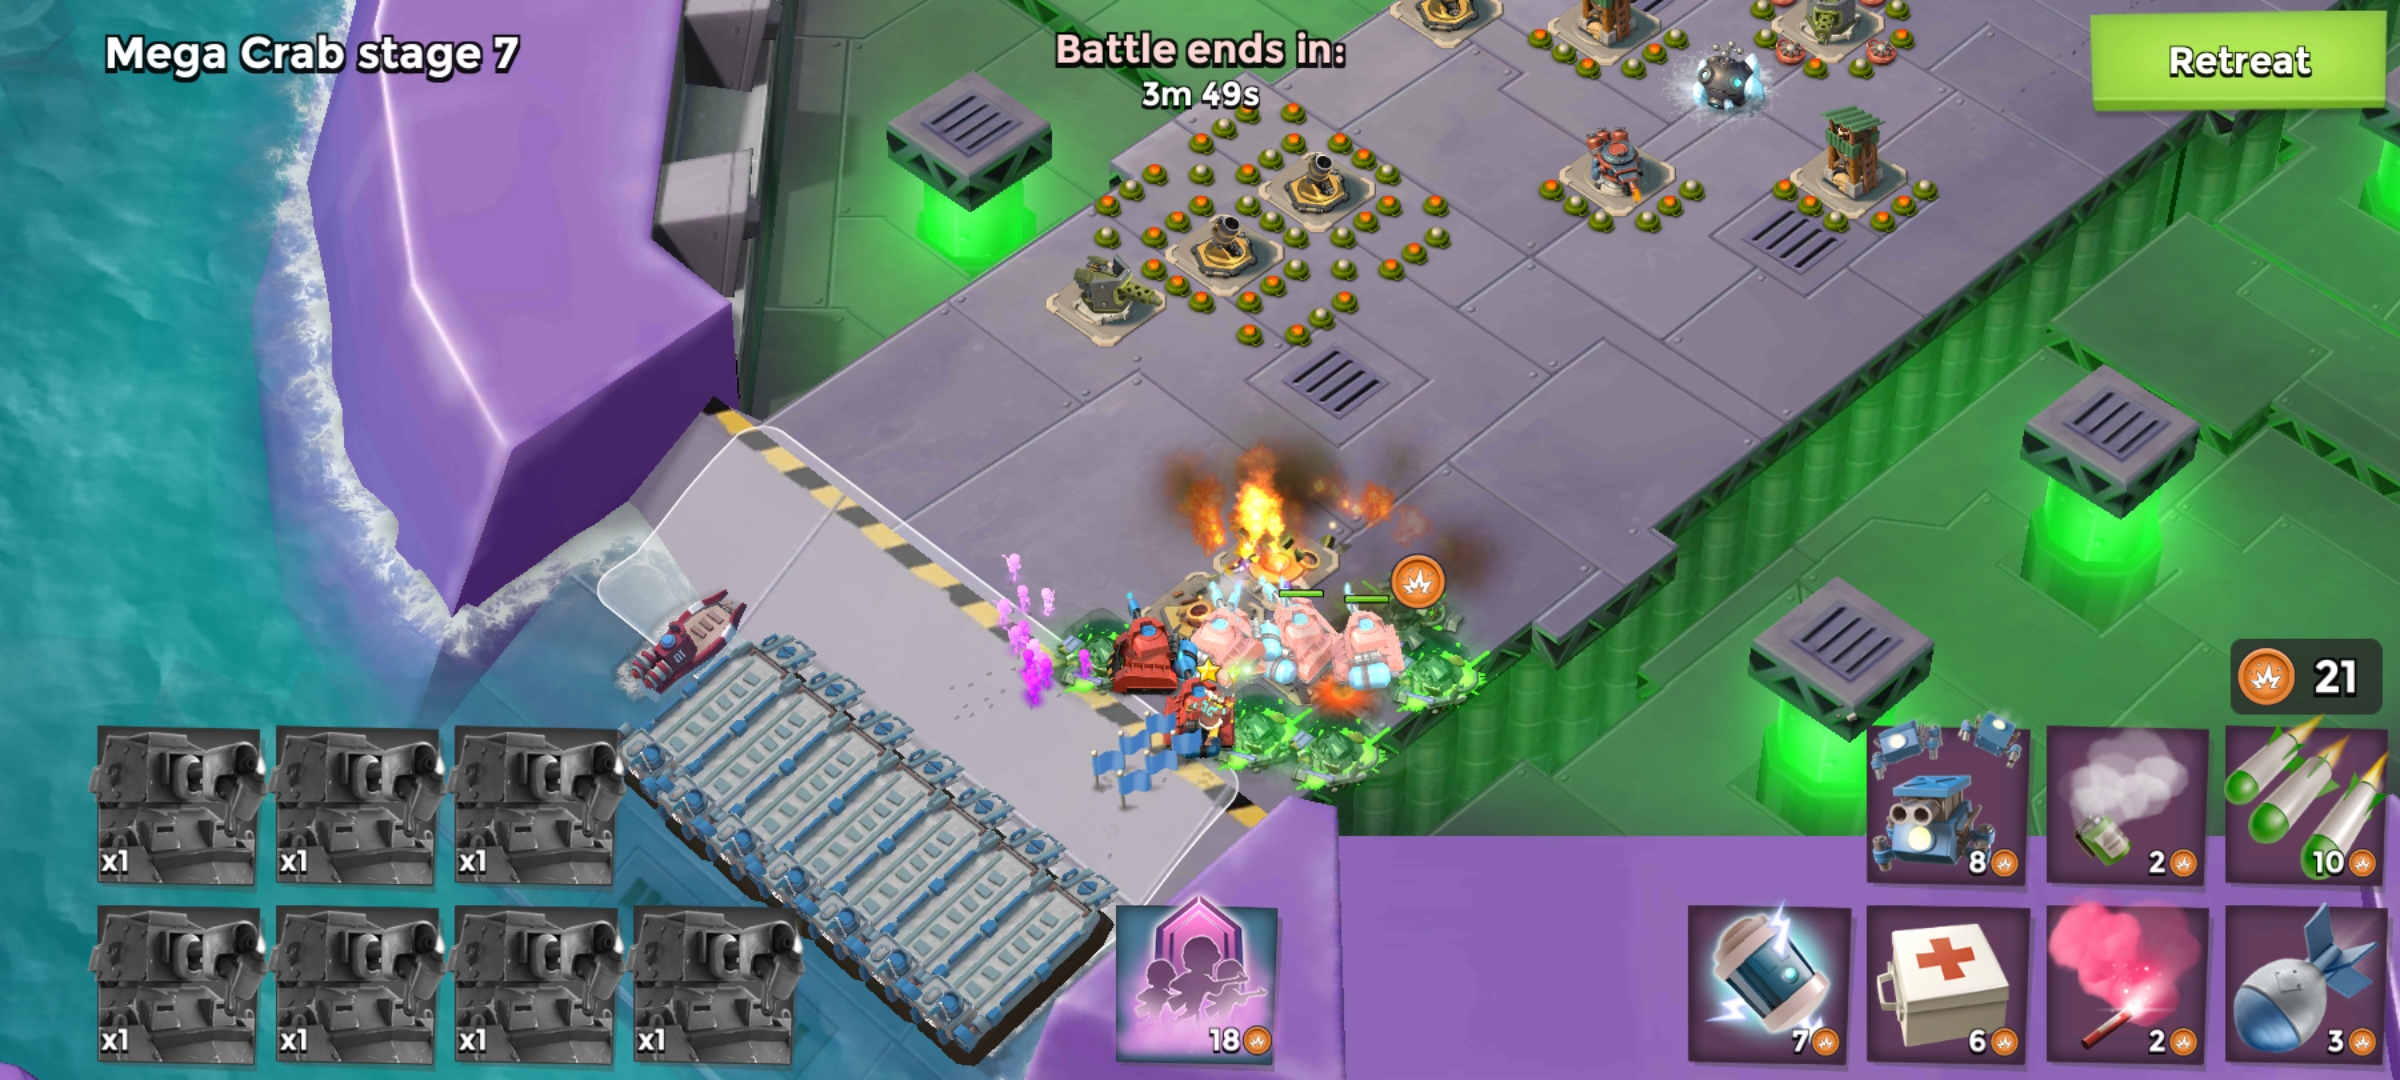 Mega Crab stage 7
Battle ends in:
3m 49s
Retreat
21
x1
x1
x1
8
2
10
x1
x1
x1
x1
18
7
6
2
3